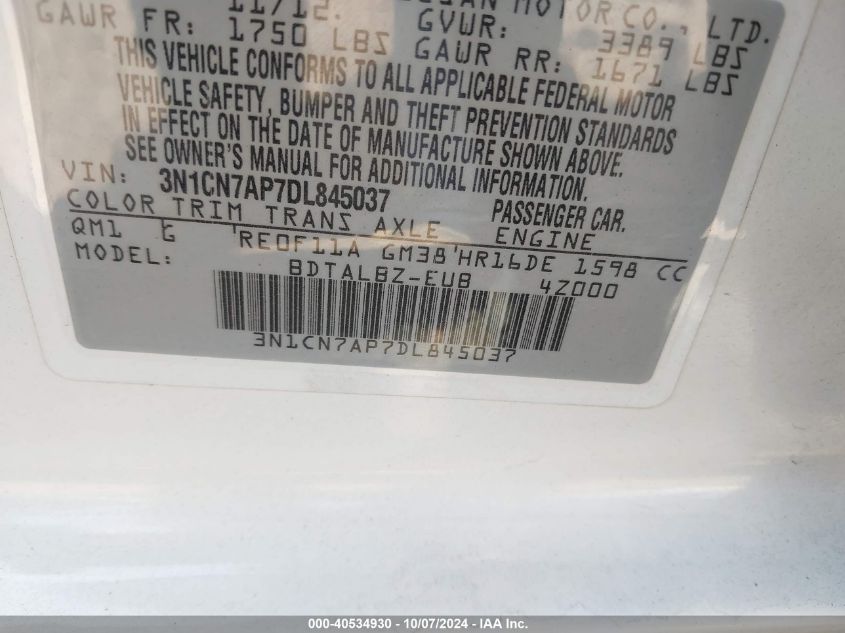 11/12. MOTOR CO., LTD.
GAWR FR: 1750 LBS GVWR: 3389 LBS
GAWR RR: 1671 LBS
THIS VEHICLE CONFORMS TO ALL APPLICABLE FEDERAL MOTOR
VEHICLE SAFETY, BUMPER AND THEFT PREVENTION STANDARDS
IN EFFECT ON THE DATE OF MANUFACTURE SHOWN ABOVE.
SEE OWNER'S MANUAL FOR ADDITIONAL INFORMATION.
VIN: 3N1CN7AP7DL845037 PASSENGER CAR.
COLOR TRIM TRANS AXLE ENGINE
QM1 G RE0F11A GM38 HR16DE 1598 CC
MODEL: BDTALBZ-EUB 4Z000
3N1CN7AP7DL845037
000-40534930 - 10/07/2024 - IAA Inc.